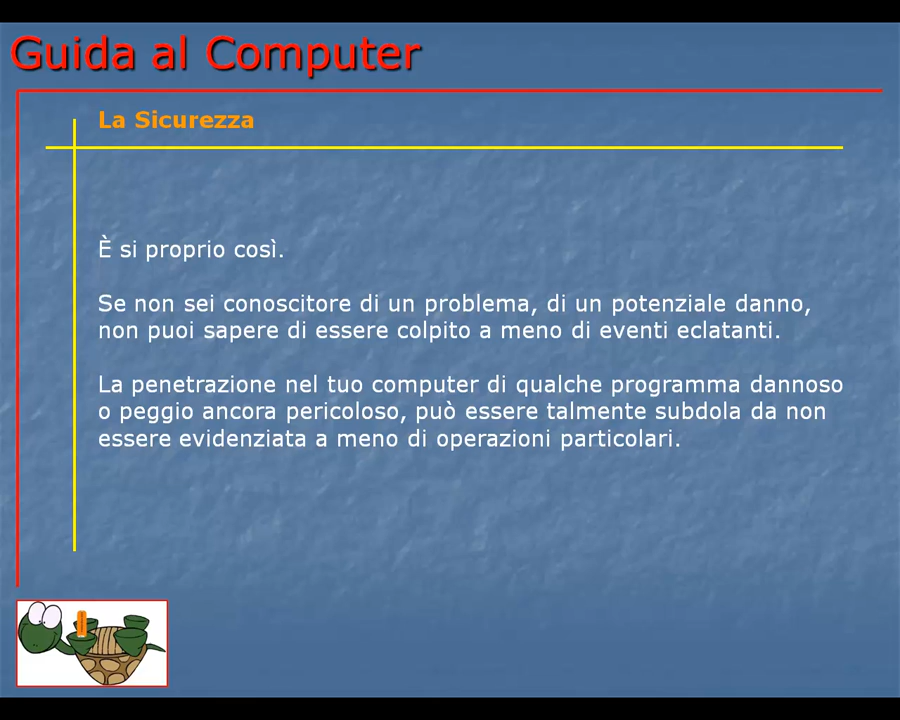 Guida al Computer
La Sicurezza
È si proprio così.
Se non sei conoscitore di un problema, di un potenziale danno,
non puoi sapere di essere colpito a meno di eventi eclatanti.
La penetrazione nel tuo computer di qualche programma dannoso
o peggio ancora pericoloso, può essere talmente subdola da non
essere evidenziata a meno di operazioni particolari.